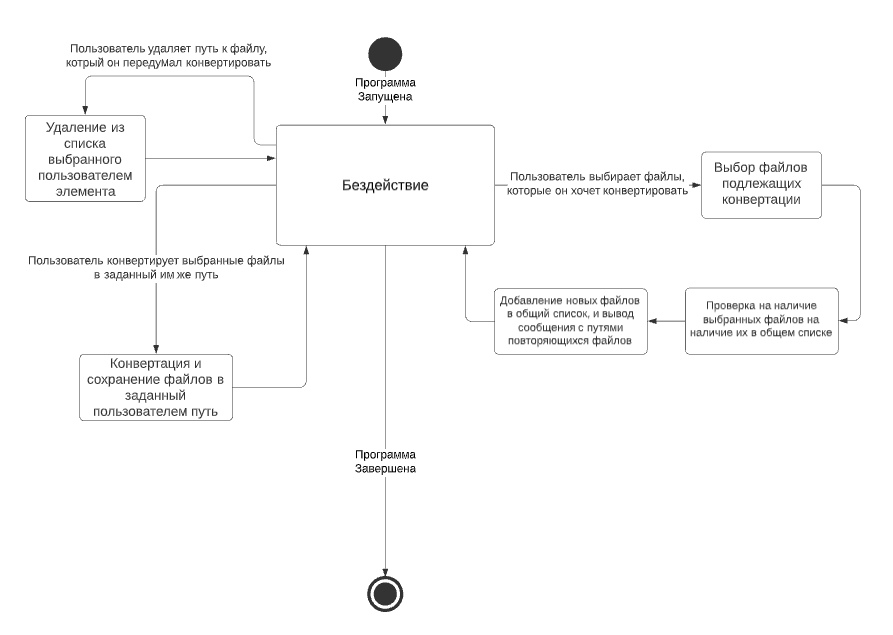 Пользователь удаляет путь к файлу,
котрый он передумал конвертировать
Программа
Запущена
Удаление из
списка
выбранного
пользователем
элемента
Бездействие
Пользователь выбирает файлы,
которые он хочет конвертировать
Выбор файлов
подлежащих
конвертации
Пользователь конвертирует выбранные файлы
в заданный им же путь
Добавление новых файлов
в общий список, и вывод
сообщения с путями
повторяющихся файлов
Проверка на наличие
выбранных файлов на
наличие их в общем списке
Конвертация и
сохранение файлов в
заданный
пользователем путь
Программа
Завершена